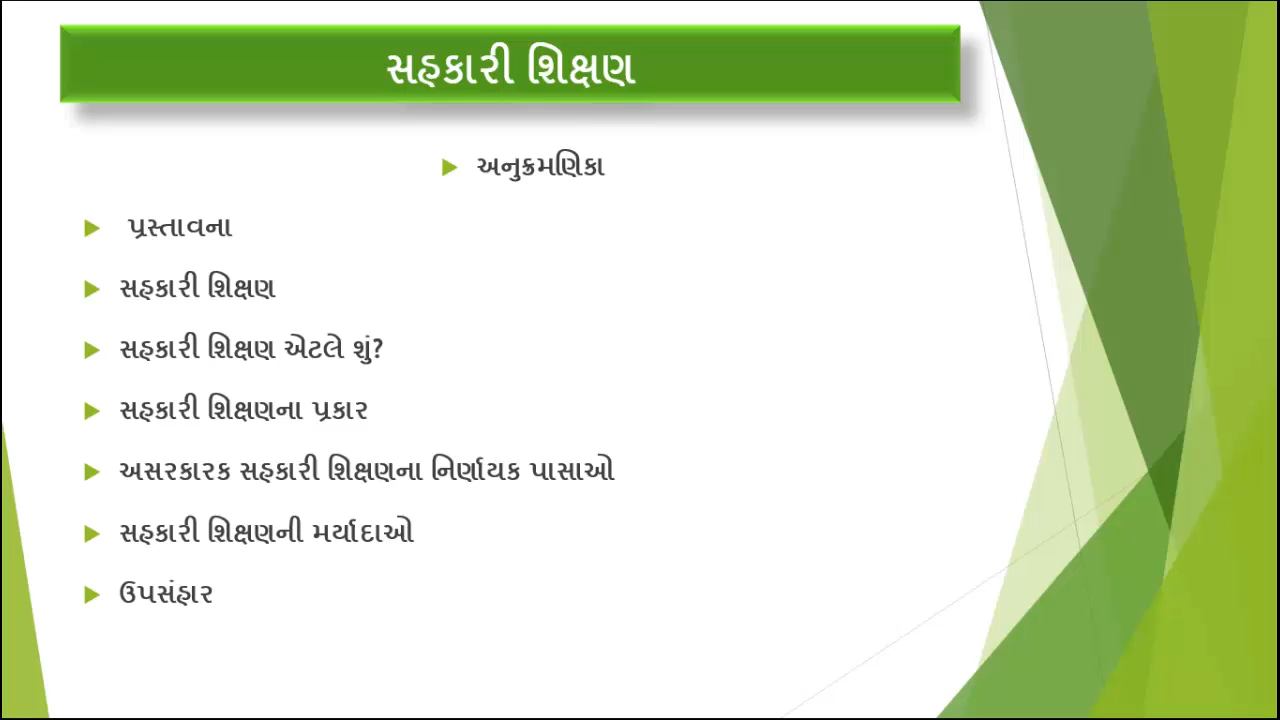 સહકારી શિક્ષણ
અનુક્રમણિકા
પ્રસ્તાવના
સહકારી શિક્ષણ
સહકારી શિક્ષણ એટલે શું?
સહકારી શિક્ષણના પ્રકાર
અસરકારક સહકારી શિક્ષણના નિર્ણાયક પાસાઓ
સહકારી શિક્ષણની મર્યાદાઓ
ઉપસંહાર